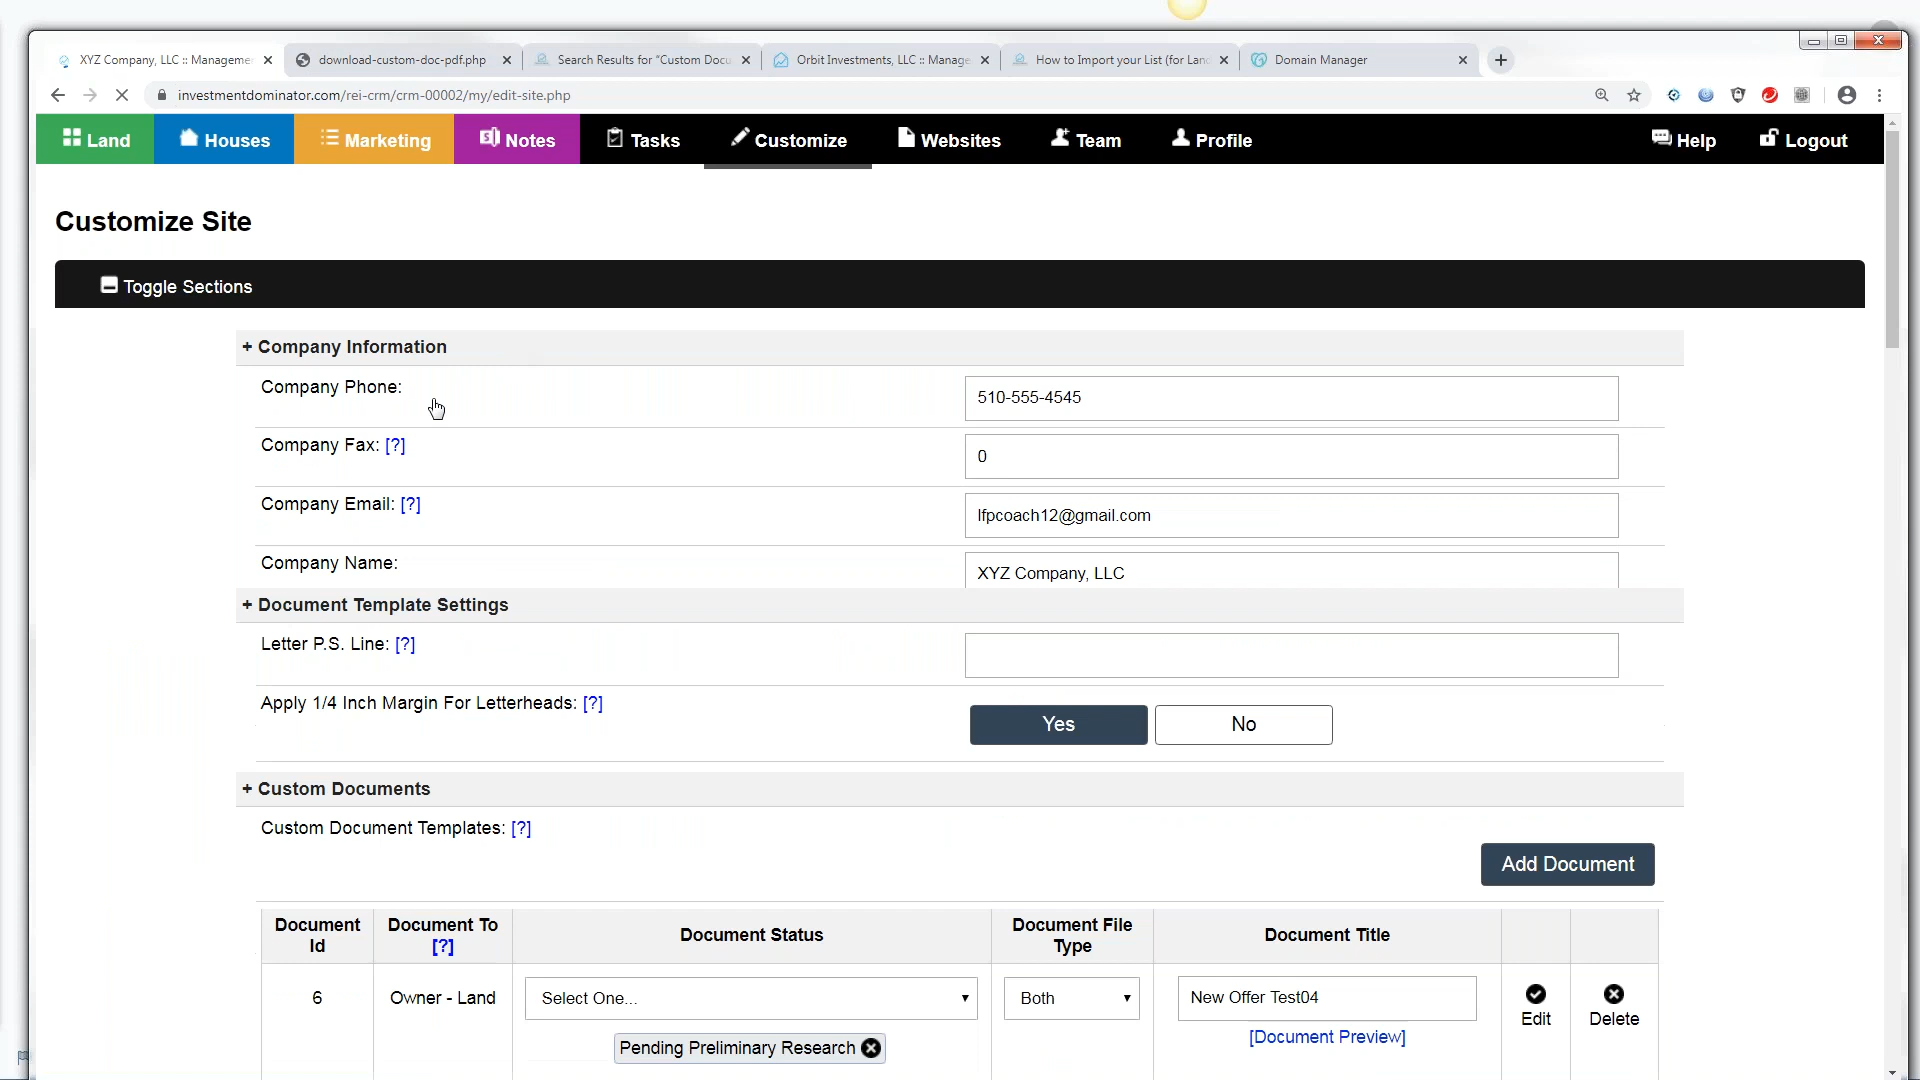 XYZ Company, LLC :: Manageme
download-custom-doc-pdf.php
Search Results for "Custom Docu
Orbit Investments, LLC :: Manage
How to Import your List (for Lan
Domain Manager
investmentdominator.com/rei-crm/crm-00002/my/edit-site.php
Land
Houses
Marketing
Notes
Tasks
Customize
Websites
Team
Profile
Help
Logout
Customize Site
Toggle Sections
+ Company Information
Company Phone:
510-555-4545
Company Fax: [?]
0
Company Email: [?]
lfpcoach12@gmail.com
Company Name:
XYZ Company, LLC
+ Document Template Settings
Letter P.S. Line: [?]
Apply 1/4 Inch Margin For Letterheads: [?]
Yes
No
+ Custom Documents
Custom Document Templates: [?]
Add Document
Document Id
Document To [?]
Document Status
Document File Type
Document Title
6
Owner - Land
Select One...
Both
New Offer Test04
Edit
Delete
[Document Preview]
Pending Preliminary Research